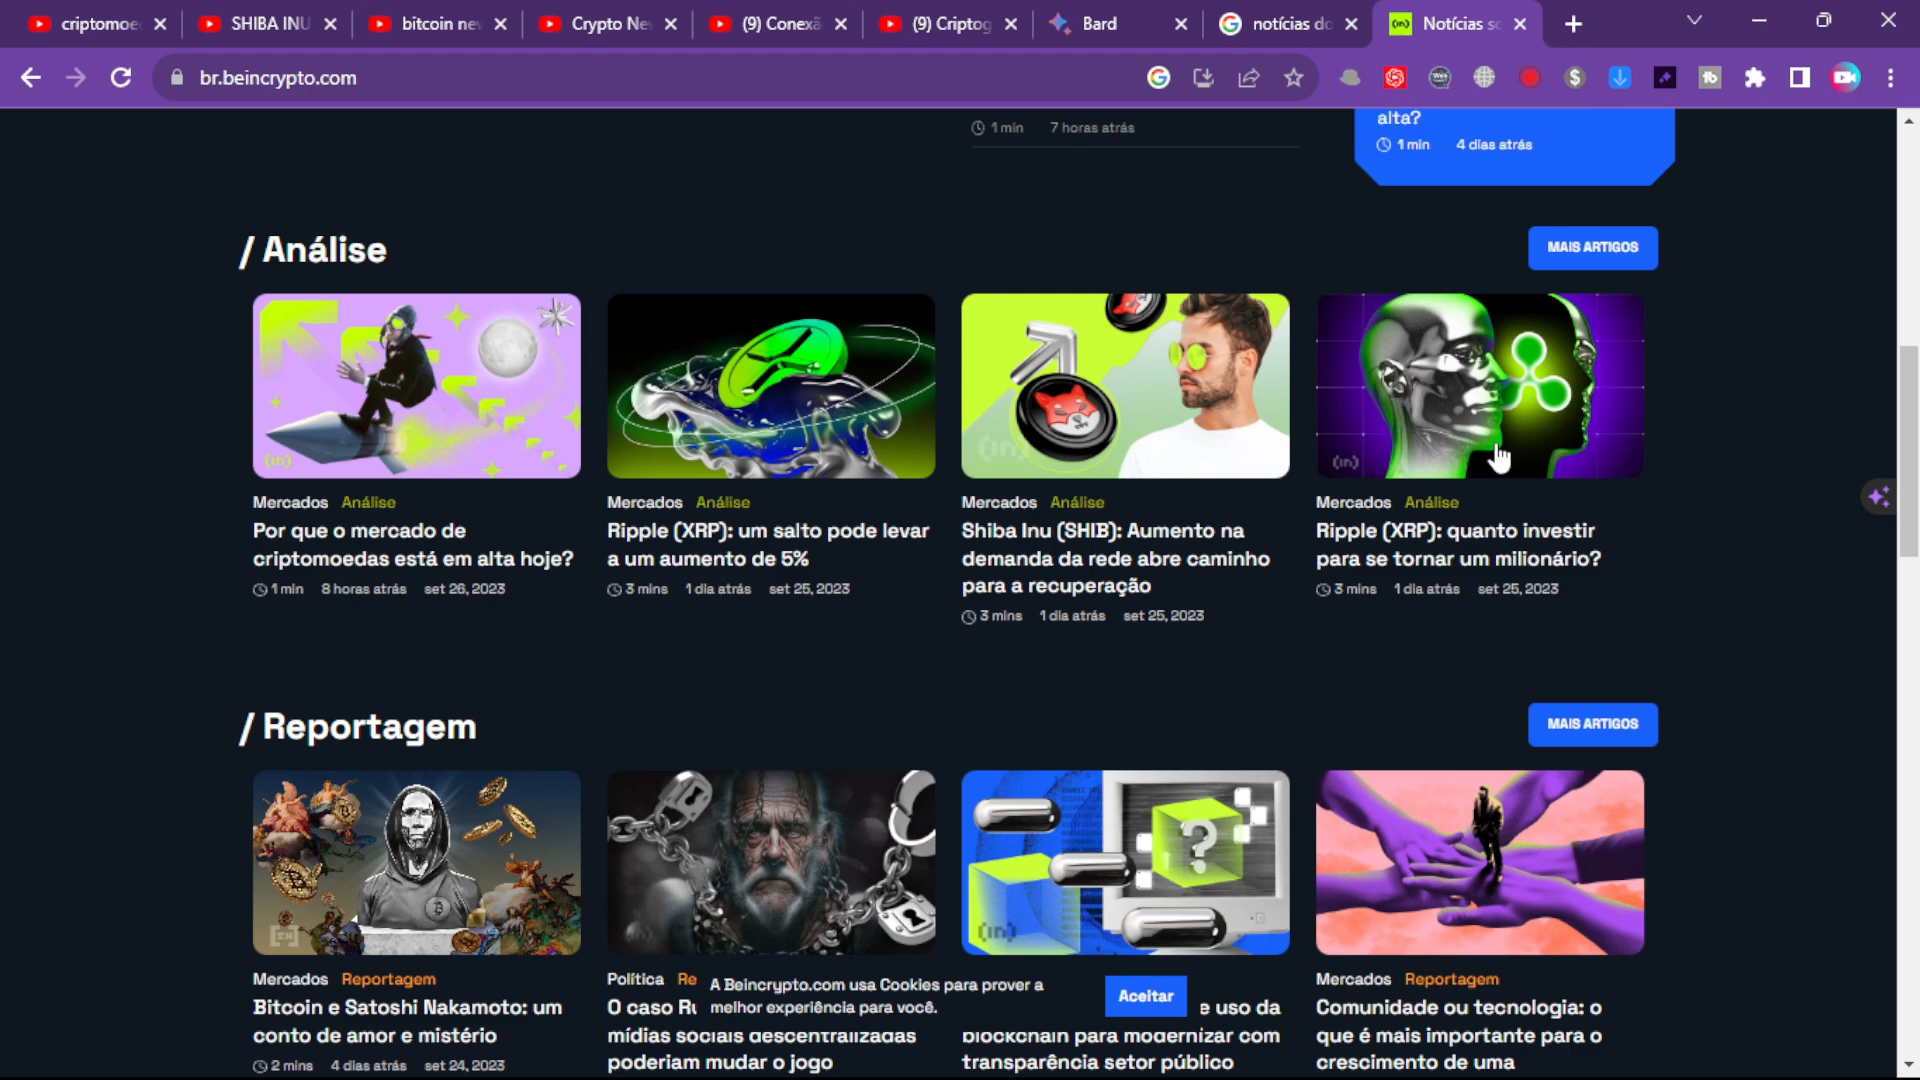 criptomoe
SHIBA INU
bitcoin nev
Crypto Ne
(9) Conexã
(9) Criptog
Bard
notícias do
Notícias so
br.beincrypto.com
1 min 7 horas atrás
alta?
1 min 4 dias atrás
/ Análise
MAIS ARTIGOS
Mercados Análise
Por que o mercado de
criptomoedas está em alta hoje?
1 min 8 horas atrás set 26, 2023
Mercados Análise
Ripple (XRP): um salto pode levar
a um aumento de 5%
3 mins 1 dia atrás set 25, 2023
Mercados Análise
Shiba Inu (SHIB): Aumento na
demanda da rede abre caminho
para a recuperação
3 mins 1 dia atrás set 25, 2023
Mercados Análise
Ripple (XRP): quanto investir
para se tornar um milionário?
3 mins 1 dia atrás set 25, 2023
/ Reportagem
MAIS ARTIGOS
Mercados Reportagem
Bitcoin e Satoshi Nakamoto: um
conto de amor e mistério
2 mins 4 dias atrás set 24, 2023
Política Re
O caso Ru
mídias sociais descentralizadas
poderiam mudar o jogo
A Beincrypto.com usa Cookies para prover a
melhor experiência para você.
Aceitar
e uso da
blockchain para modernizar com
transparência setor público
Mercados Reportagem
Comunidade ou tecnologia: o
que é mais importante para o
crescimento de uma